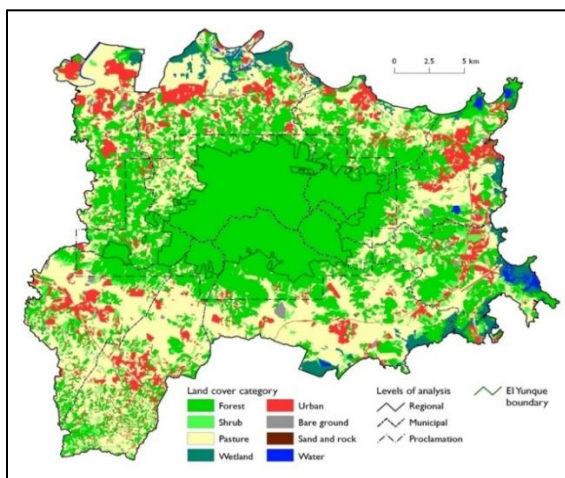 0 2.5 5 km
Land cover category
Forest
Shrub
Pasture
Wetland
Urban
Bare ground
Sand and rock
Water
Levels of analysis
Regional
Municipal
Proclamation
El Yunque
boundary